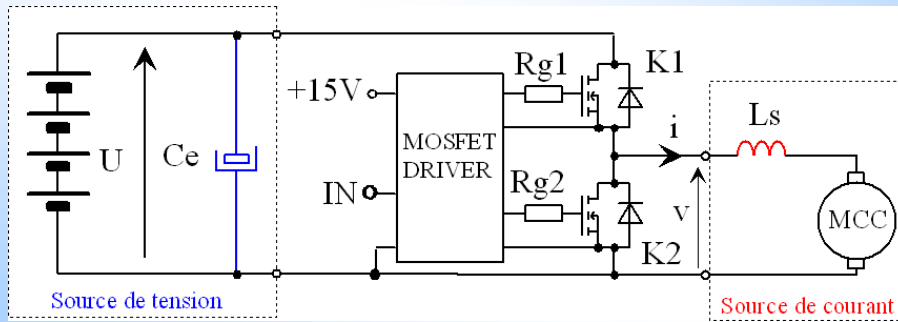 U
Ce
+15V
IN
MOSFET
DRIVER
Rg1
Rg2
K1
K2
i
v
Ls
MCC
Source de tension
Source de courant